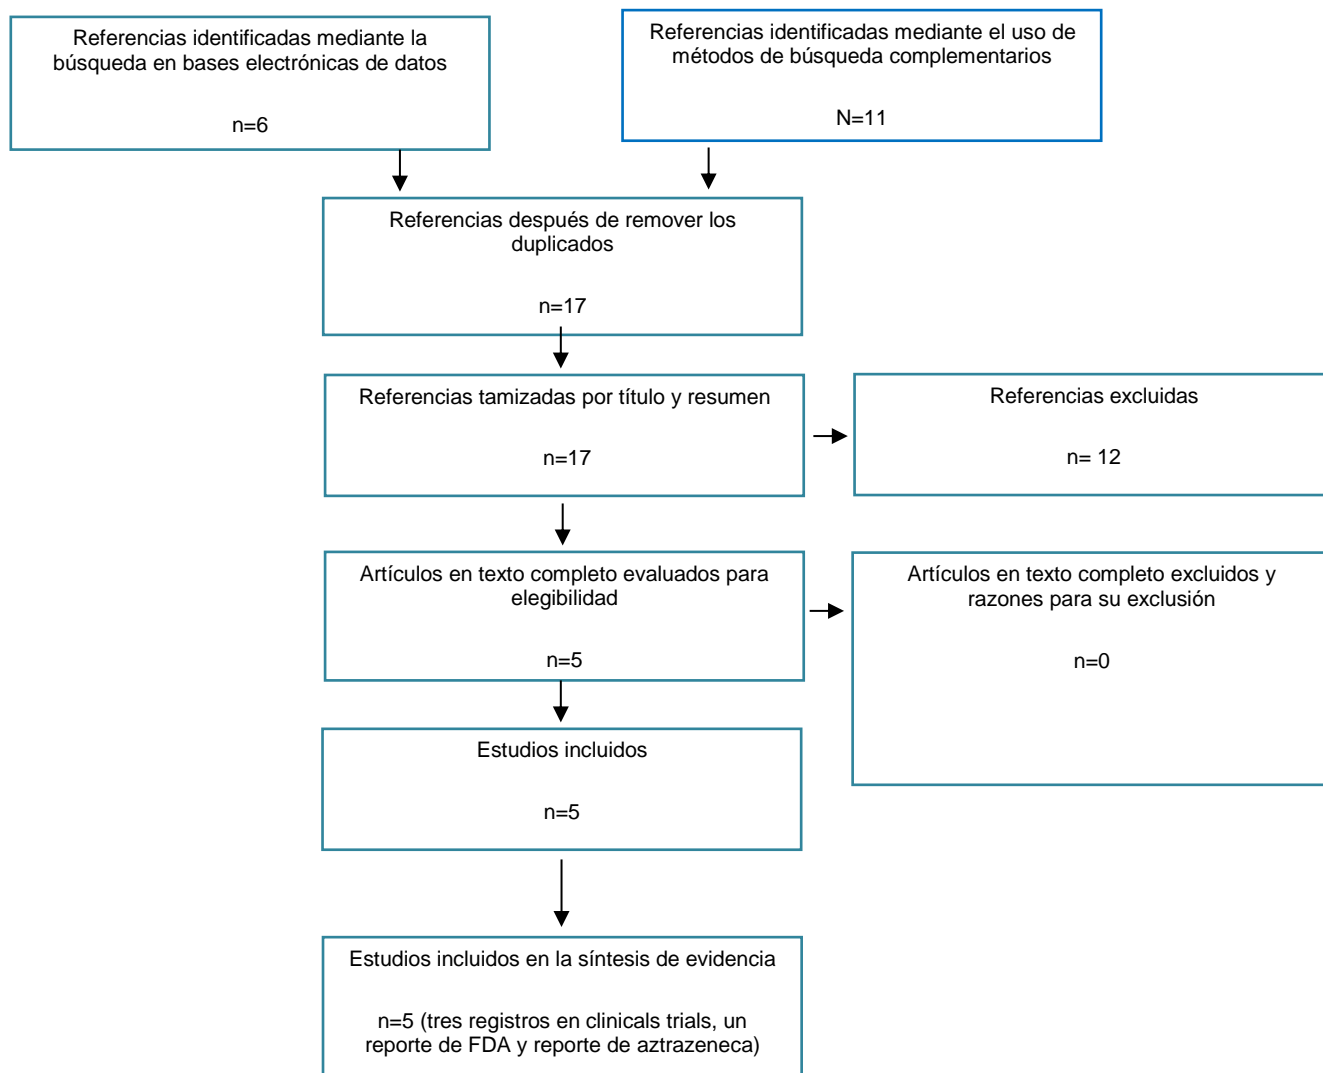 Referencias identificadas mediante la
búsqueda en bases electrónicas de datos
n=6
Referencias identificadas mediante el uso de
métodos de búsqueda complementarios
N=11
Referencias después de remover los
duplicados
n=17
Referencias tamizadas por título y resumen
n=17
Referencias excluidas
n= 12
Artículos en texto completo evaluados para
elegibilidad
n=5
Artículos en texto completo excluidos y
razones para su exclusión
n=0
Estudios incluidos
n=5
Estudios incluidos en la síntesis de evidencia
n=5 (tres registros en clinicals trials, un
reporte de FDA y reporte de aztrazeneca)